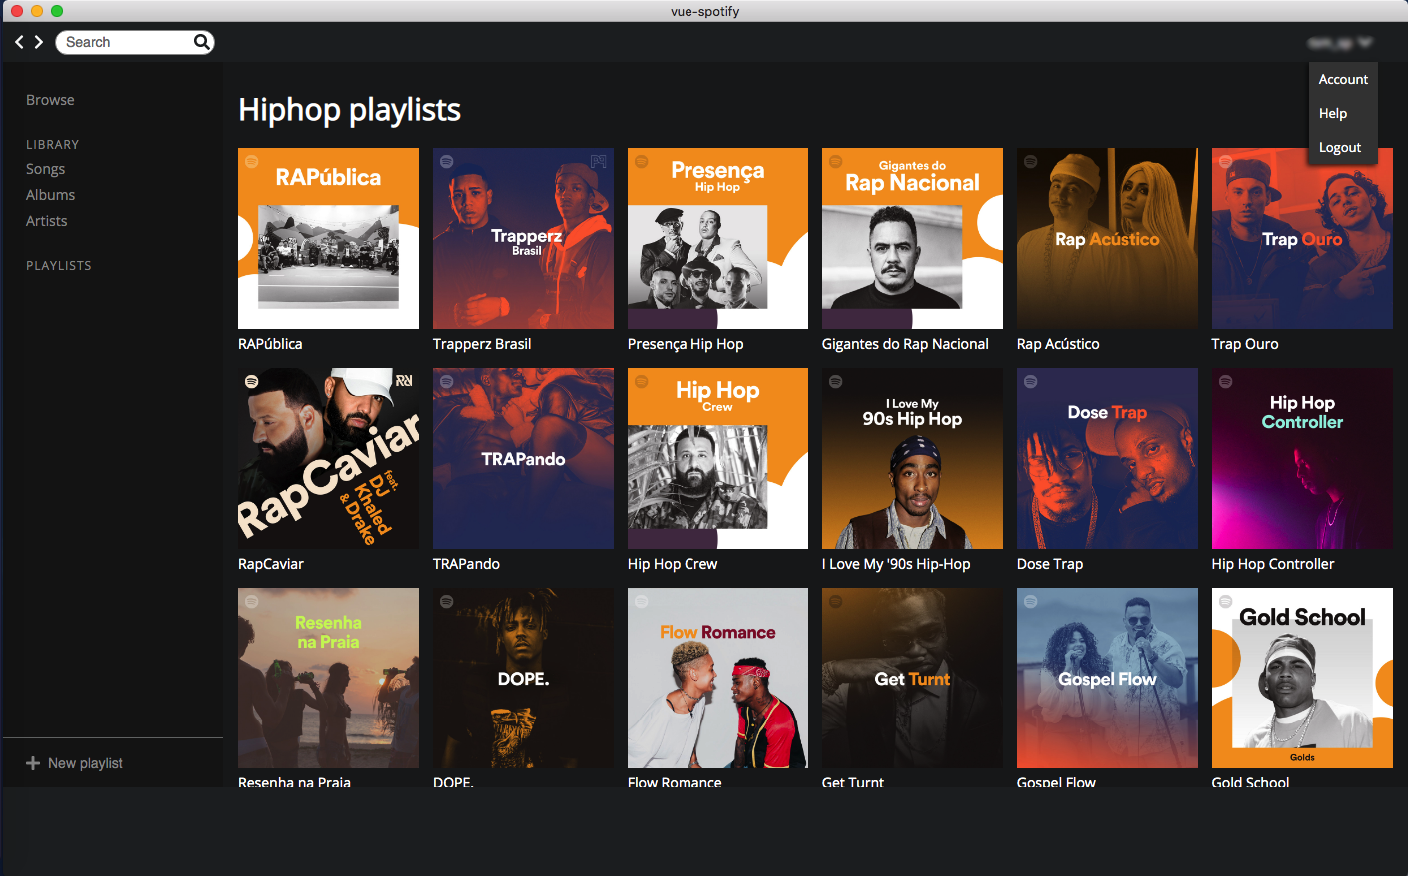 vue-spotify
Search
Account
Help
Logout
Browse
LIBRARY
Songs
Albums
Artists
PLAYLISTS
New playlist
Hiphop playlists
RAPública
Trapperz
Brasil
Presença
Hip Hop
Gigantes do
Rap Nacional
Rap Acústico
Trap Ouro
RAPública
Trapperz Brasil
Presença Hip Hop
Gigantes do Rap Nacional
Rap Acústico
Trap Ouro
RapCaviar
feat.
DJ
Khaled
& Drake
TRAPando
Hip Hop
Crew
I Love My
90s Hip Hop
Dose Trap
Hip Hop
Controller
RapCaviar
TRAPando
Hip Hop Crew
I Love My '90s Hip-Hop
Dose Trap
Hip Hop Controller
Resenha
na Praia
DOPE.
Flow Romance
Get Turnt
Gospel Flow
Gold School
Golds
Resenha na Praia
DOPE.
Flow Romance
Get Turnt
Gospel Flow
Gold School